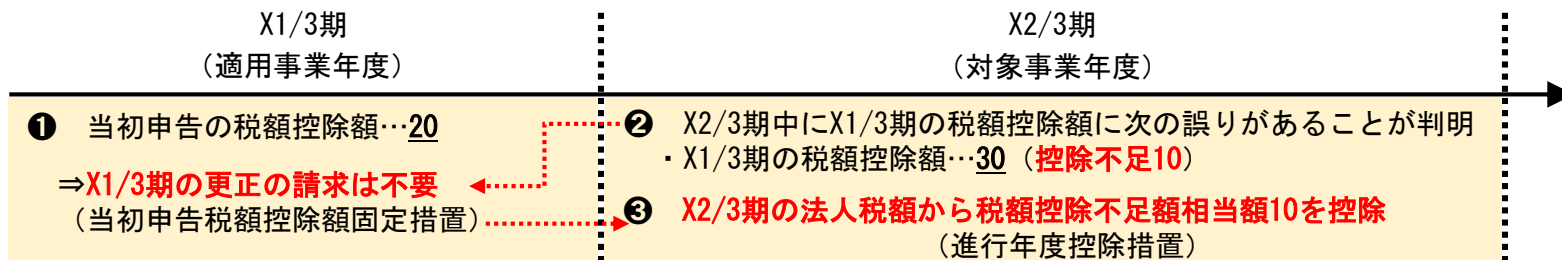 X1/3期
(適用事業年度)
X2/3期
(対象事業年度)
❶ 当初申告の税額控除額…20
⇒X1/3期の更正の請求は不要
(当初申告税額控除額固定措置)
❷ X2/3期中にX1/3期の税額控除額に次の誤りがあることが判明
・X1/3期の税額控除額…30(控除不足10)
❸ X2/3期の法人税額から税額控除不足額相当額10を控除
(進行年度控除措置)